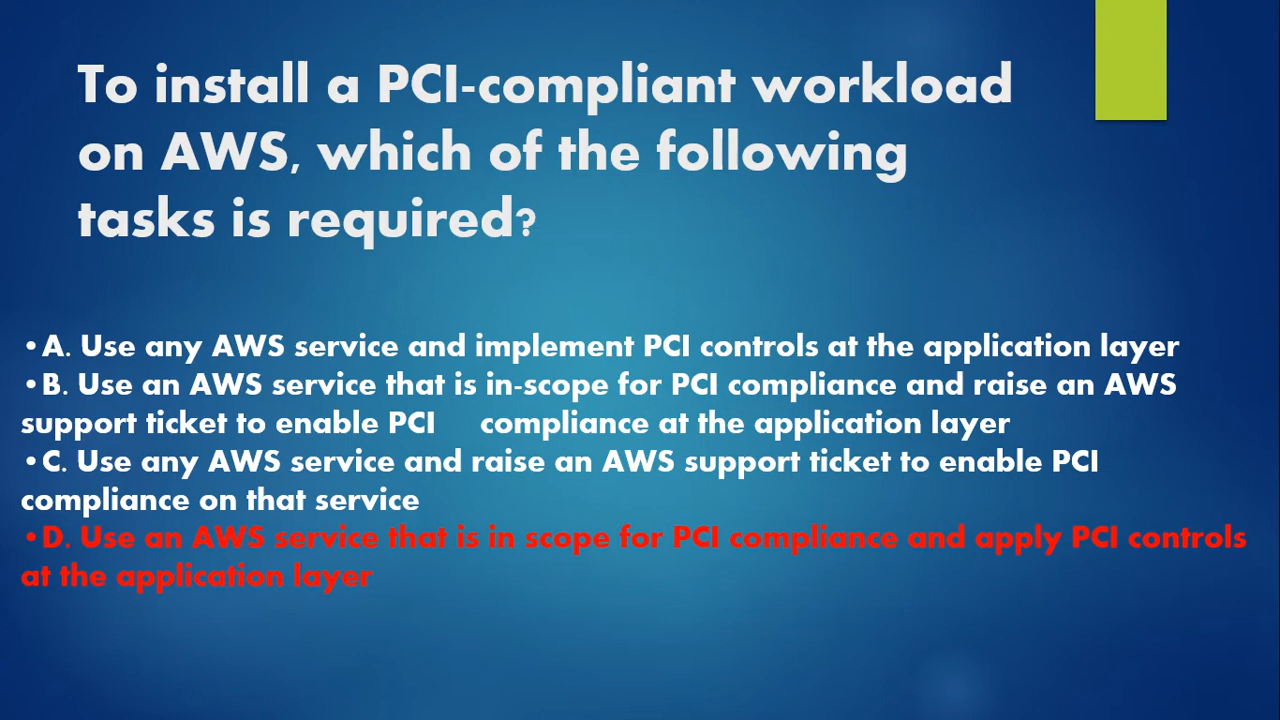 To install a PCI-compliant workload
on AWS, which of the following
tasks is required?
•A. Use any AWS service and implement PCI controls at the application layer
•B. Use an AWS service that is in-scope for PCI compliance and raise an AWS
support ticket to enable PCI compliance at the application layer
•C. Use any AWS service and raise an AWS support ticket to enable PCI
compliance on that service
•D. Use an AWS service that is in scope for PCI compliance and apply PCI controls
at the application layer